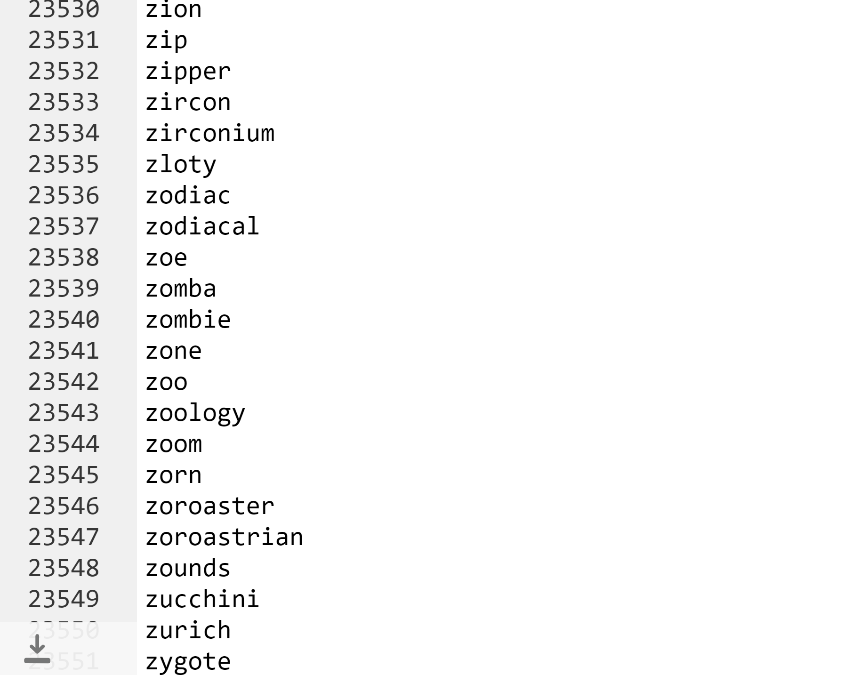 23530 zion
23531 zip
23532 zipper
23533 zircon
23534 zirconium
23535 zloty
23536 zodiac
23537 zodiacal
23538 zoe
23539 zomba
23540 zombie
23541 zone
23542 zoo
23543 zoology
23544 zoom
23545 zorn
23546 zoroaster
23547 zoroastrian
23548 zounds
23549 zucchini
23550 zurich
23551 zygote